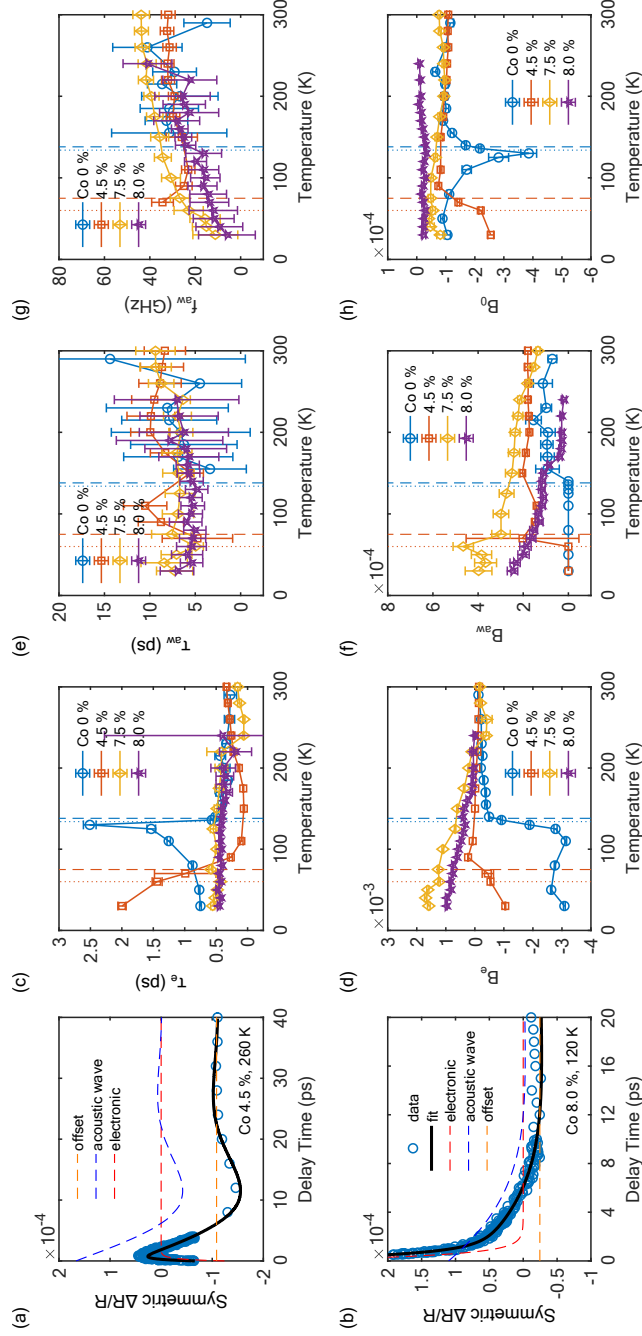 (a)
×10⁻⁴
Symmetric ΔR/R
2
1
0
-1
-2
0
10
20
30
40
Delay Time (ps)
offset
acoustic wave
electronic
Co 4.5 %, 260 K
(b)
×10⁻⁴
Symmetric ΔR/R
2
1.5
1
0.5
0
-0.5
0
4
8
12
16
20
Delay Time (ps)
data
fit
electronic
acoustic wave
offset
Co 8.0 %, 120 K
(c)
τe (ps)
3
2.5
2
1.5
1
0.5
0
0
100
200
300
Temperature (K)
Co 0 %
4.5 %
7.5 %
8.0 %
(d)
×10⁻³
Be
4
3
2
1
0
-1
-2
-3
-4
0
100
200
300
Temperature (K)
Co 0 %
4.5 %
7.5 %
8.0 %
(e)
τaw (ps)
20
15
10
5
0
0
100
200
300
Temperature (K)
Co 0 %
4.5 %
7.5 %
8.0 %
(f)
×10⁻⁴
Baw
8
6
4
2
0
0
100
200
300
Temperature (K)
Co 0 %
4.5 %
7.5 %
8.0 %
(g)
faw (GHz)
80
60
40
20
0
0
100
200
300
Temperature (K)
Co 0 %
4.5 %
7.5 %
8.0 %
(h)
×10⁻⁴
B0
1
0
-1
-2
-3
-4
-5
-6
0
100
200
300
Temperature (K)
Co 0 %
4.5 %
7.5 %
8.0 %